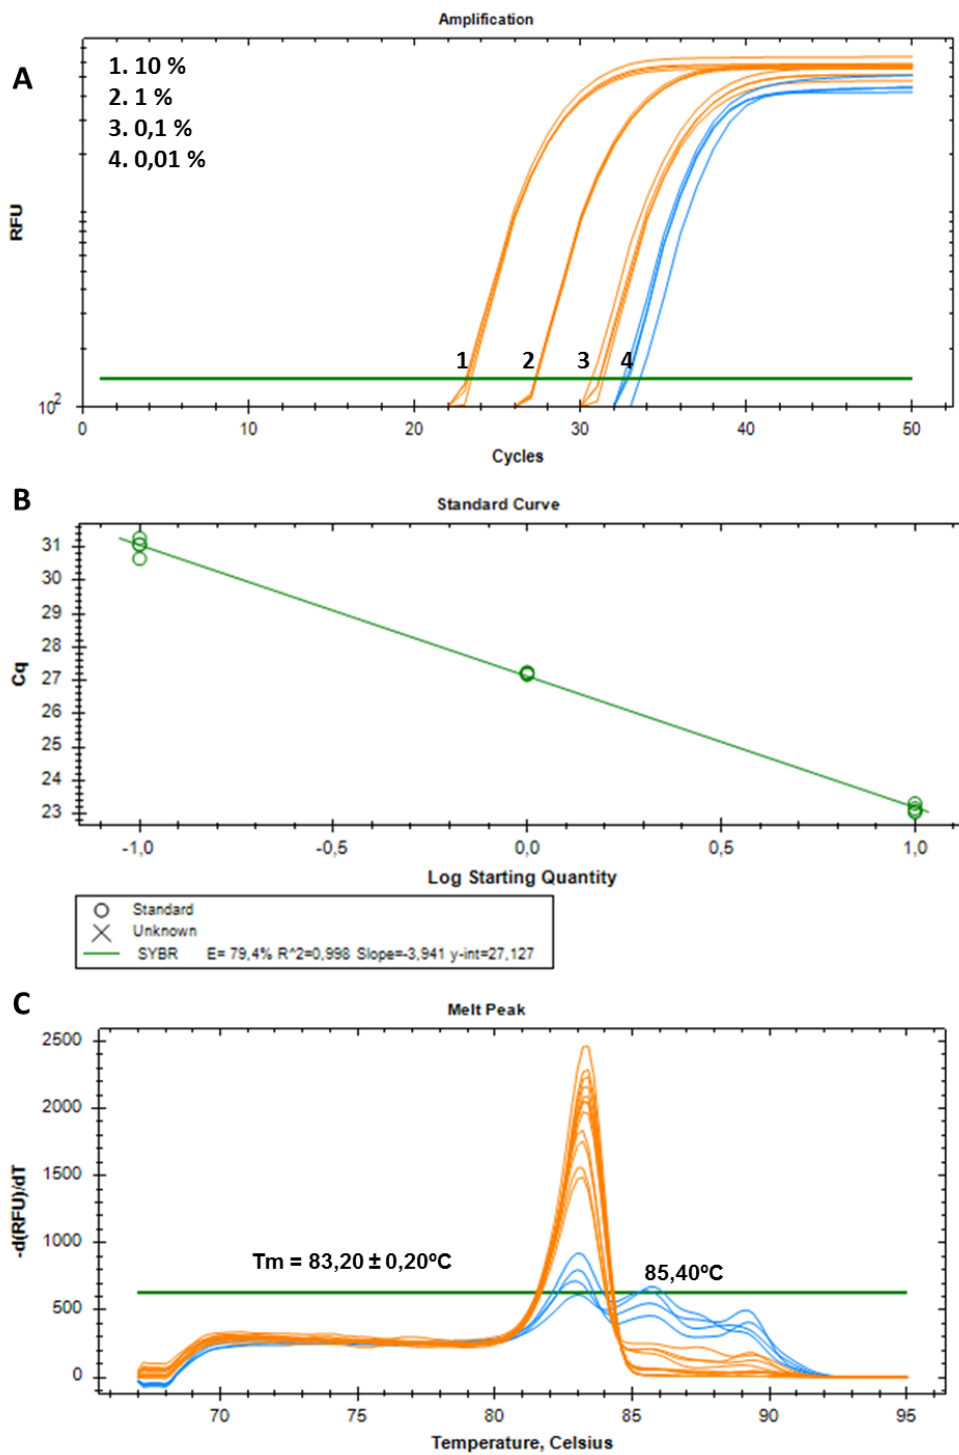 Amplification
A
1. 10 %
2. 1 %
3. 0,1 %
4. 0,01 %
RFU
1 2 3 4
10²
0 10 20 30 40 50
Cycles
B
Standard Curve
31
30
29
28
27
26
25
24
23
Cq
-1,0 -0,5 0,0 0,5 1,0
Log Starting Quantity
Standard
Unknown
SYBR E= 79,4% R^2=0,998 Slope=-3,941 y-int=27,127
C
Melt Peak
2500
2000
1500
1000
500
0
-d(RFU)/dT
Tm = 83,20 ± 0,20ºC
85,40ºC
70 75 80 85 90 95
Temperature, Celsius